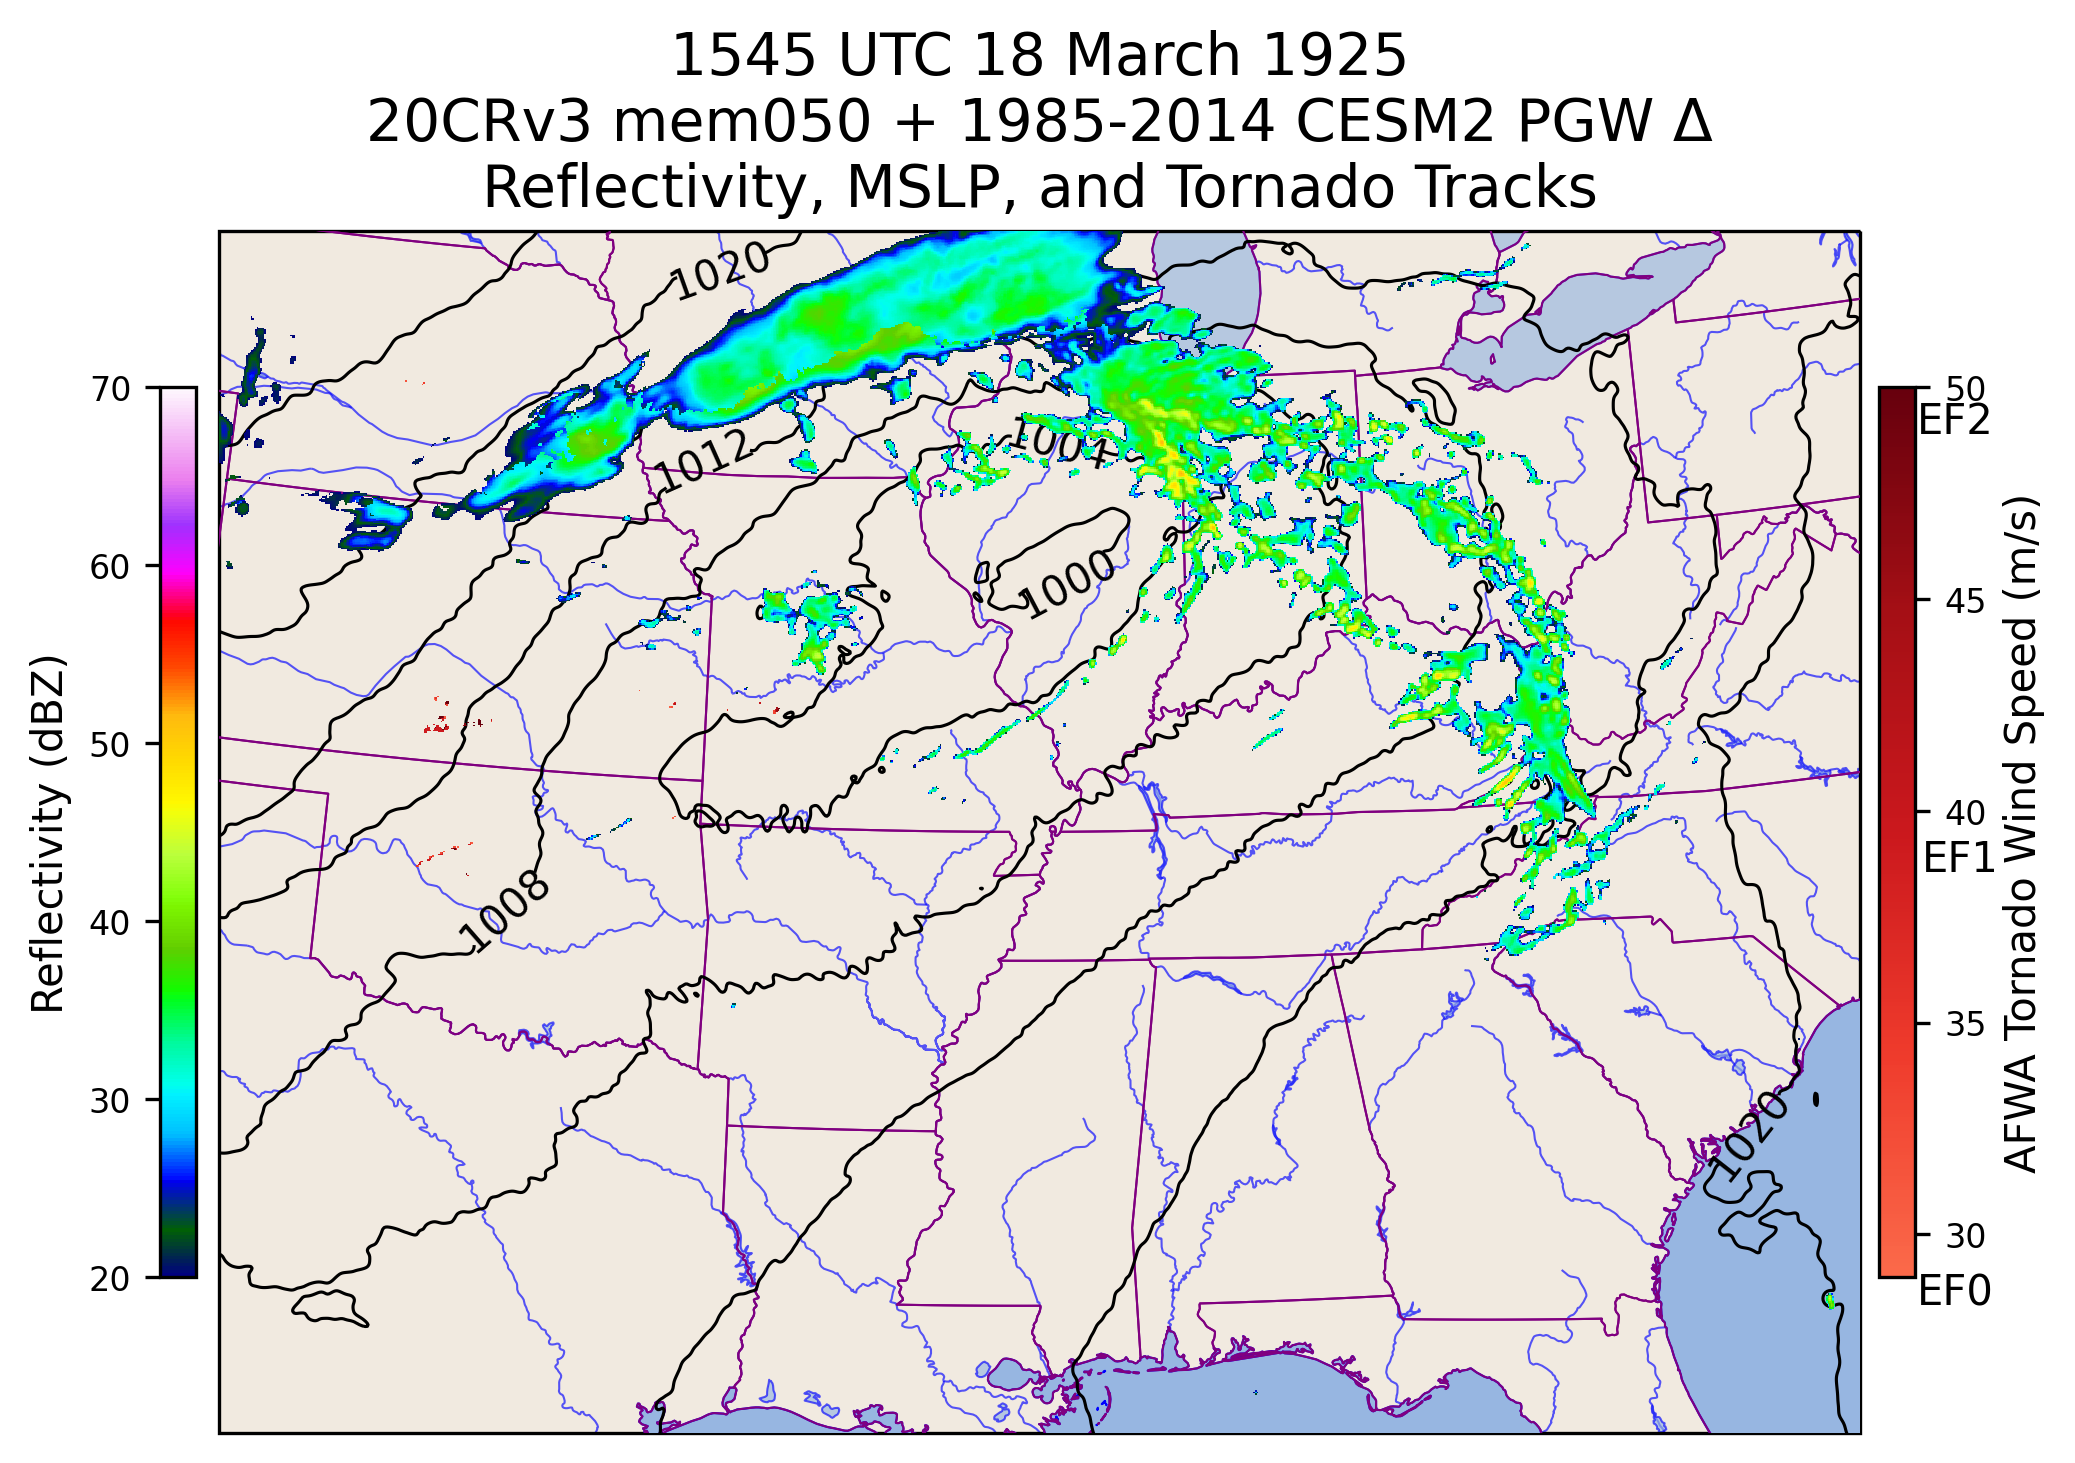 1545 UTC 18 March 1925
20CRv3 mem050 + 1985-2014 CESM2 PGW Δ
Reflectivity, MSLP, and Tornado Tracks
Reflectivity (dBZ)
70
60
50
40
30
20
1020
1012
1004
1000
1008
1020
50
EF2
45
40
EF1
35
30
EF0
AFWA Tornado Wind Speed (m/s)